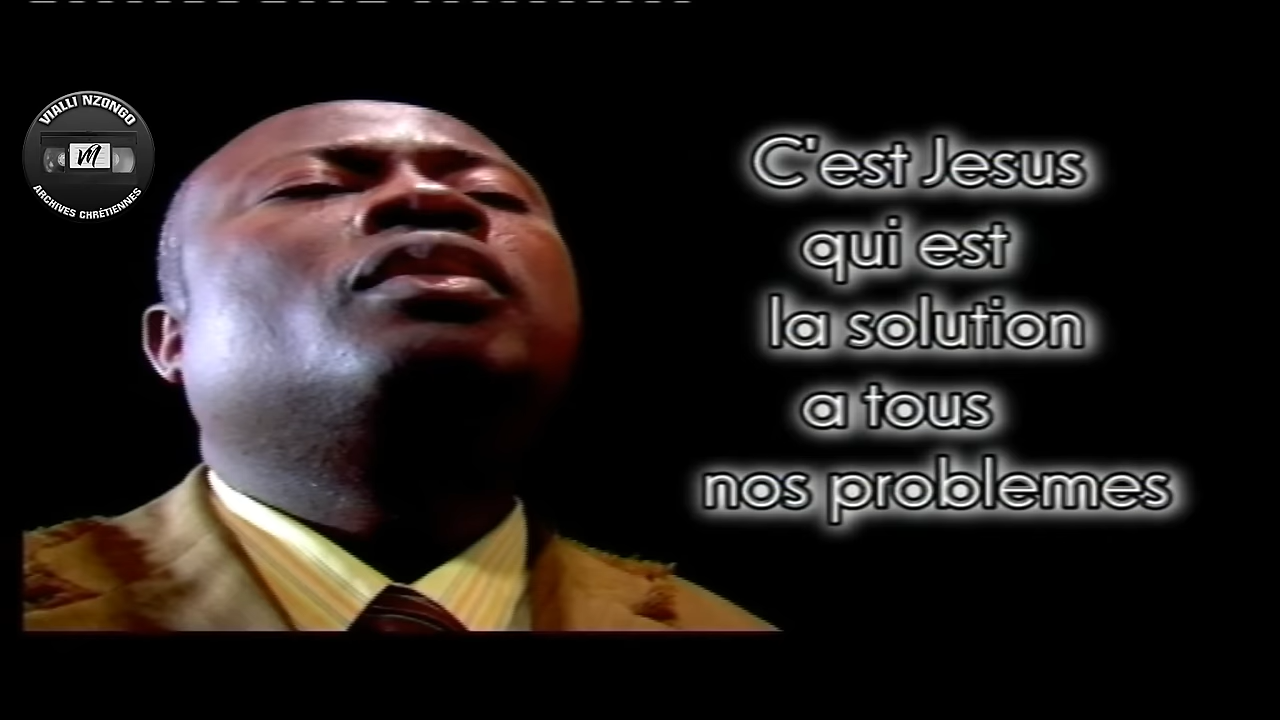 VIALLI NZONGO
M
ARCHIVES CHRÉTIENNES
C'est Jesus
qui est
la solution
a tous
nos problemes